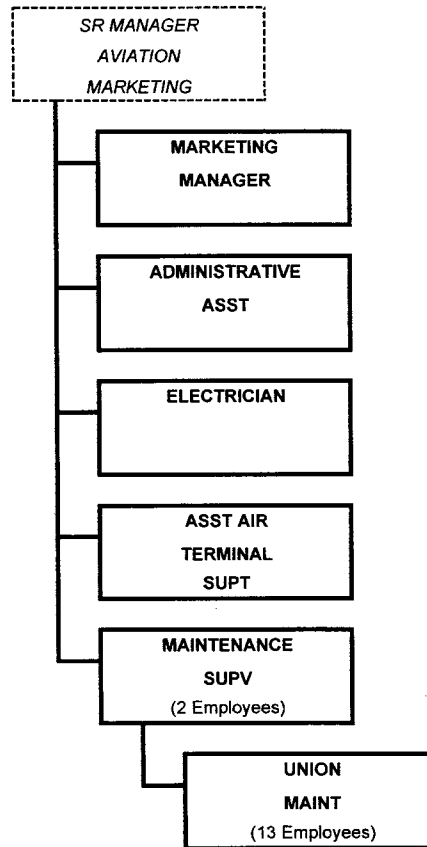 SR MANAGER
AVIATION
MARKETING
MARKETING
MANAGER
ADMINISTRATIVE
ASST
ELECTRICIAN
ASST AIR
TERMINAL
SUPT
MAINTENANCE
SUPV
(2 Employees)
UNION
MAINT
(13 Employees)